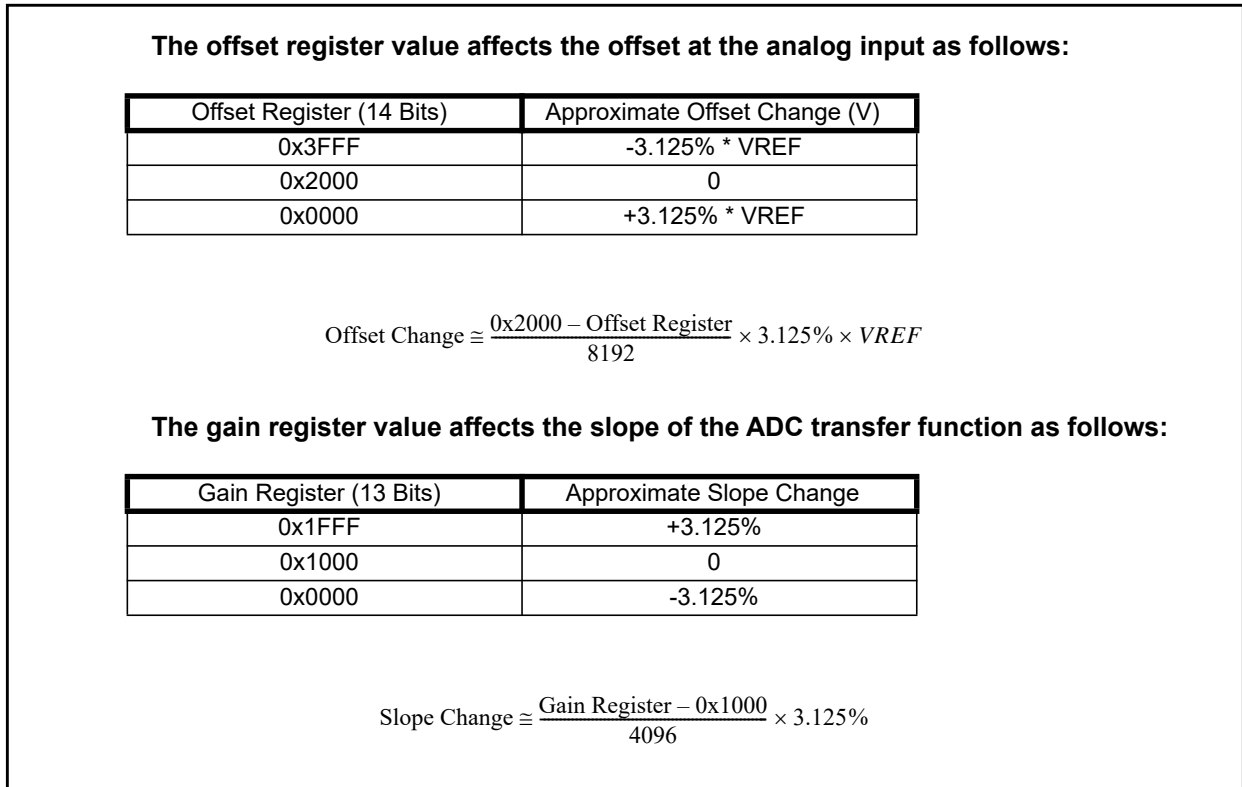 The offset register value affects the offset at the analog input as follows:
Offset Register (14 Bits) Approximate Offset Change (V)
0x3FFF -3.125% * VREF
0x2000 0
0x0000 +3.125% * VREF
Offset Change ≅ 0x2000 – Offset Register / 8192 × 3.125% × VREF
The gain register value affects the slope of the ADC transfer function as follows:
Gain Register (13 Bits) Approximate Slope Change
0x1FFF +3.125%
0x1000 0
0x0000 -3.125%
Slope Change ≅ Gain Register – 0x1000 / 4096 × 3.125%